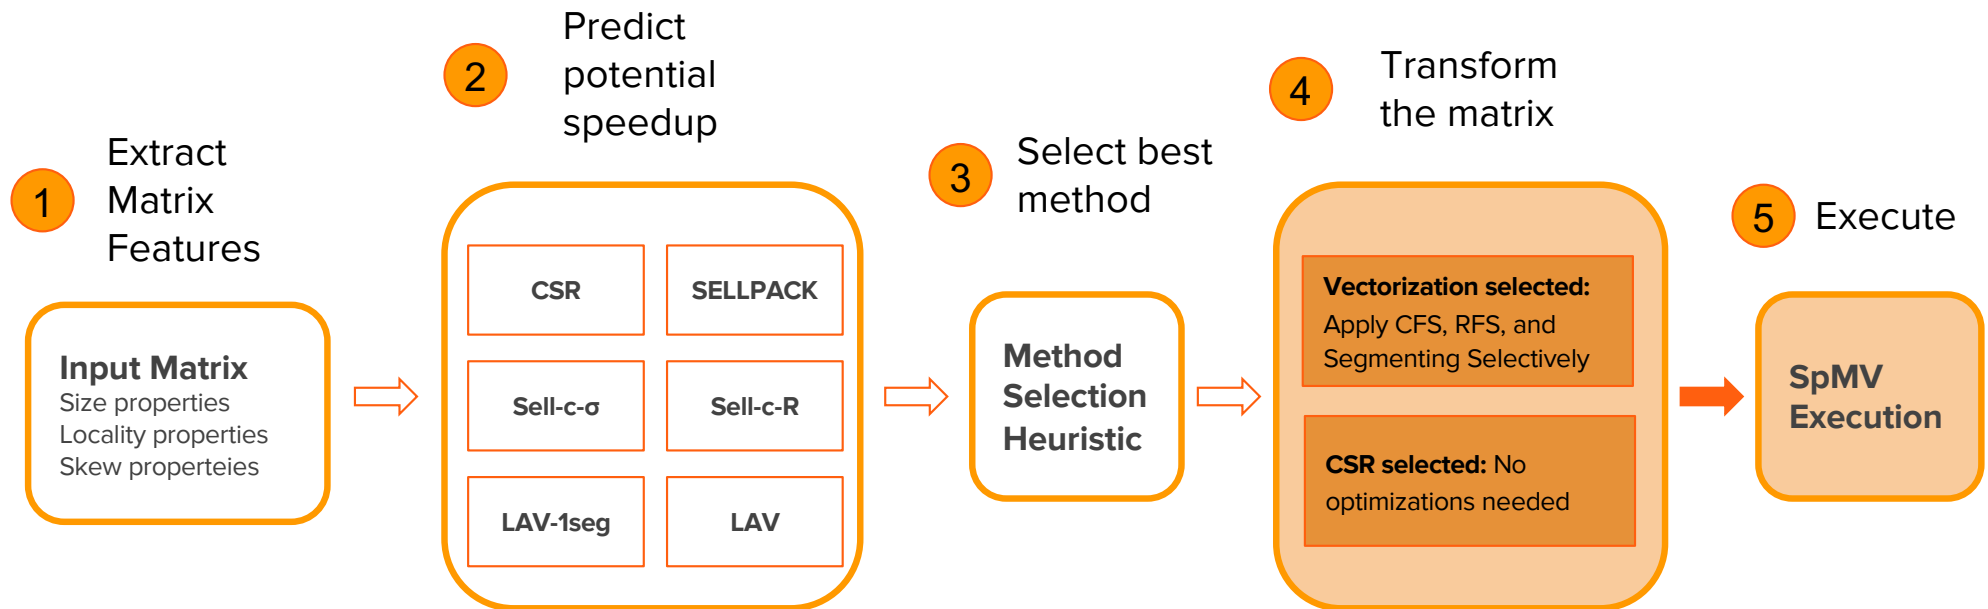 1
Extract
Matrix
Features
Input Matrix
Size properties
Locality properties
Skew properteies
2
Predict
potential
speedup
CSR
SELLPACK
Sell-c-σ
Sell-c-R
LAV-1seg
LAV
3
Select best
method
Method
Selection
Heuristic
4
Transform
the matrix
Vectorization selected:
Apply CFS, RFS, and
Segmenting Selectively
CSR selected: No
optimizations needed
5
Execute
SpMV
Execution